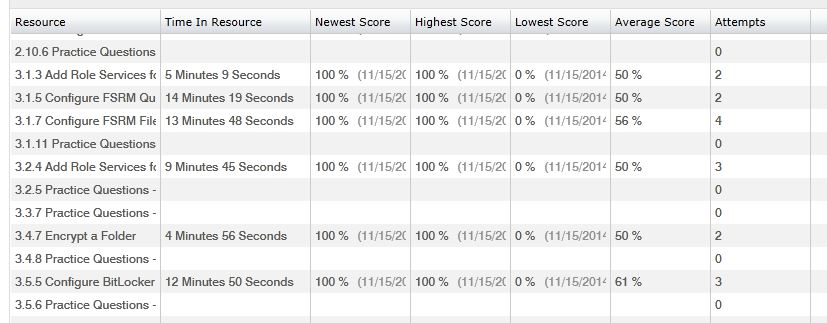 Resource Time In Resource Newest Score Highest Score Lowest Score Average Score Attempts
2.10.6 Practice Questions 0
3.1.3 Add Role Services fo 5 Minutes 9 Seconds 100 % (11/15/20 100 % (11/15/20 0 % (11/15/2014 50 % 2
3.1.5 Configure FSRM Qu 14 Minutes 19 Seconds 100 % (11/15/20 100 % (11/15/20 0 % (11/15/2014 50 % 2
3.1.7 Configure FSRM File 13 Minutes 48 Seconds 100 % (11/15/20 100 % (11/15/20 0 % (11/15/2014 56 % 4
3.1.11 Practice Questions 0
3.2.4 Add Role Services fo 9 Minutes 45 Seconds 100 % (11/15/20 100 % (11/15/20 0 % (11/15/2014 50 % 3
3.2.5 Practice Questions - 0
3.3.7 Practice Questions - 0
3.4.7 Encrypt a Folder 4 Minutes 56 Seconds 100 % (11/15/20 100 % (11/15/20 0 % (11/15/2014 50 % 2
3.4.8 Practice Questions - 0
3.5.5 Configure BitLocker 12 Minutes 50 Seconds 100 % (11/15/20 100 % (11/15/20 0 % (11/15/2014 61 % 3
3.5.6 Practice Questions - 0